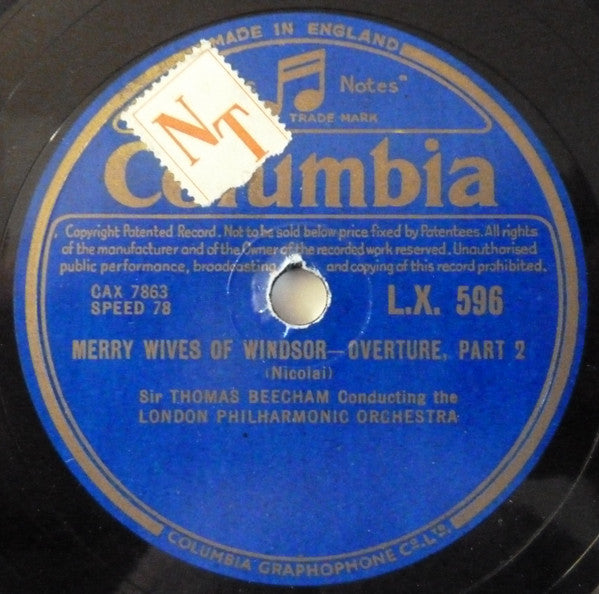 MADE IN ENGLAND
Notes"
TRADE MARK
NT
Columbia
Copyright Patented Record. Not to be sold below price fixed by Patentees. All rights
of the manufacturer and of the Owner of the recorded work reserved. Unauthorised
public performance, broadcasting and copying of this record prohibited.
CAX 7863
SPEED 78
L.X. 596
MERRY WIVES OF WINDSOR—OVERTURE, PART 2
(Nicolai)
Sir THOMAS BEECHAM Conducting the
LONDON PHILHARMONIC ORCHESTRA
COLUMBIA GRAPHOPHONE Co. Ltd.